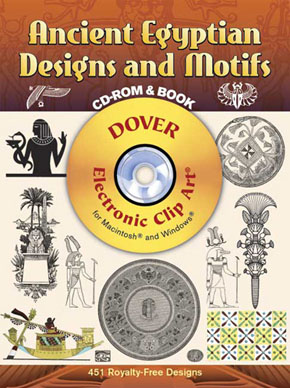 Ancient Egyptian
Designs and Motifs
CD-ROM & BOOK
DOVER
Electronic Clip Art®
for Macintosh® and Windows®
451 Royalty-Free Designs